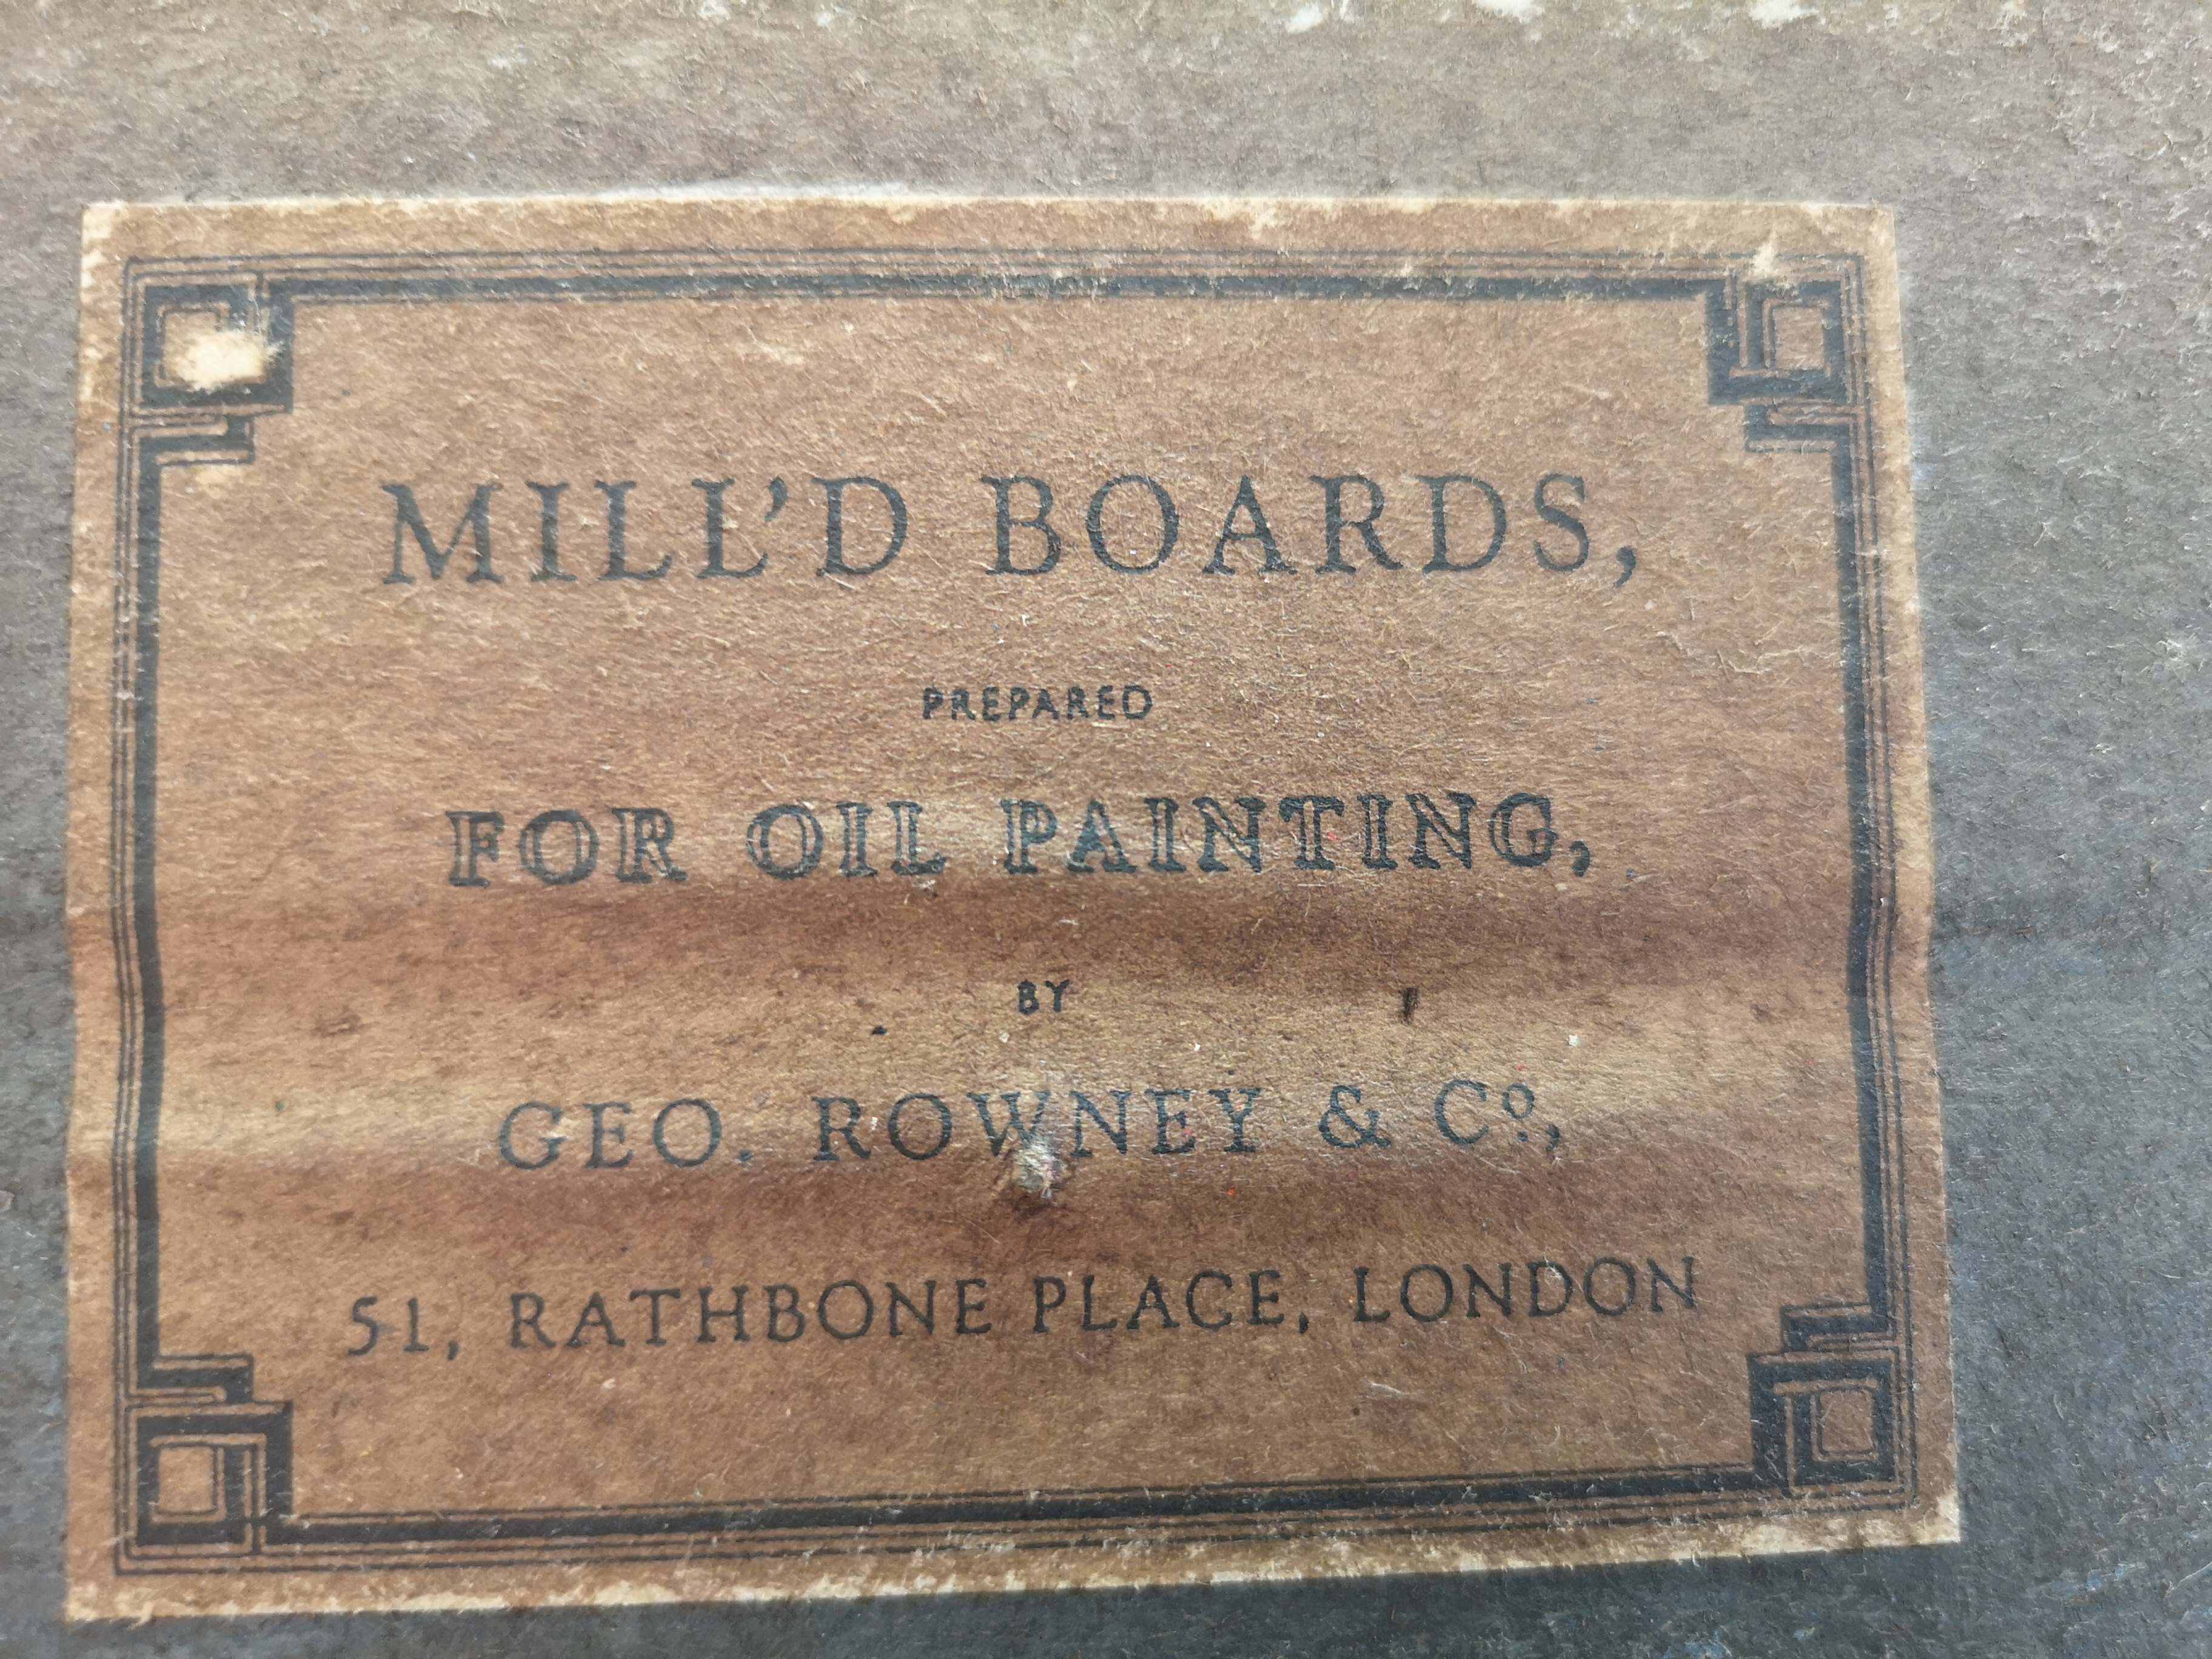 MILL'D BOARDS,
PREPARED
FOR OIL PAINTING,
BY
GEO. ROWNEY & Cº,
51, RATHBONE PLACE, LONDON